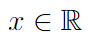 x ∈ ℝ